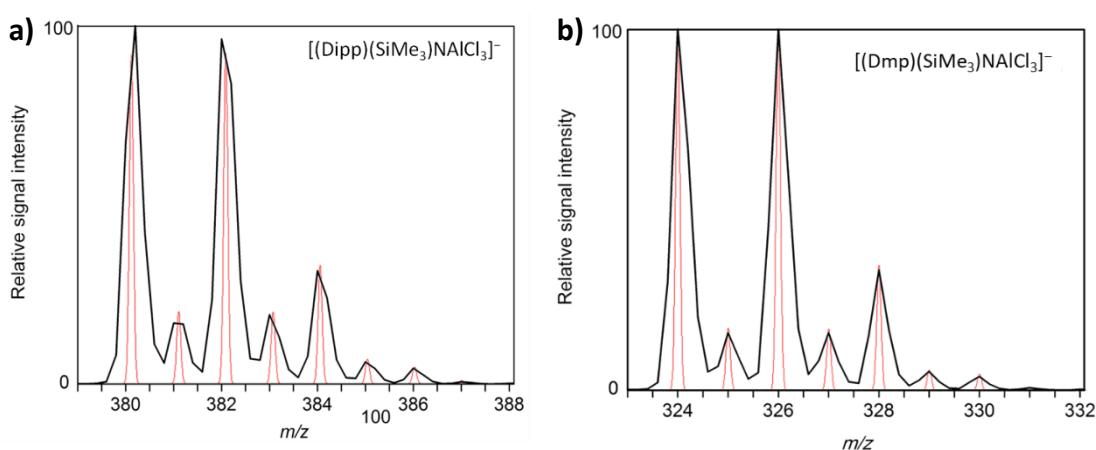 a)
100
[(Dipp)(SiMe₃)NAlCl₃]⁻
Relative signal intensity
0
380 382 384 386 388
100
m/z
b)
100
[(Dmp)(SiMe₃)NAlCl₃]⁻
Relative signal intensity
0
324 326 328 330 332
m/z